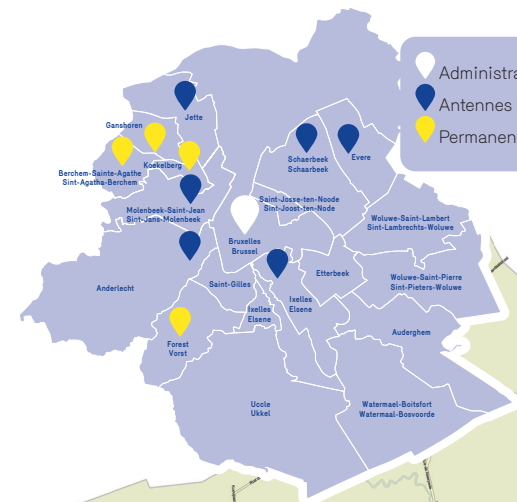 Administra
Antennes
Permanen
Jette
Ganshoren
Koekelberg
Berchem-Sainte-Agathe
Sint-Agatha-Berchem
Schaerbeek
Schaarbeek
Evere
Molenbeek-Saint-Jean
Sint-Jans-Molenbeek
Saint-Josse-ten-Noode
Sint-Joost-ten-Node
Woluwe-Saint-Lambert
Sint-Lambrechts-Woluwe
Bruxelles
Brussel
Etterbeek
Woluwe-Saint-Pierre
Sint-Pieters-Woluwe
Anderlecht
Saint-Gilles
Ixelles
Elsene
Ixelles
Elsene
Auderghem
Forest
Vorst
Uccle
Ukkel
Watermael-Boitsfort
Watermaal-Bosvoorde